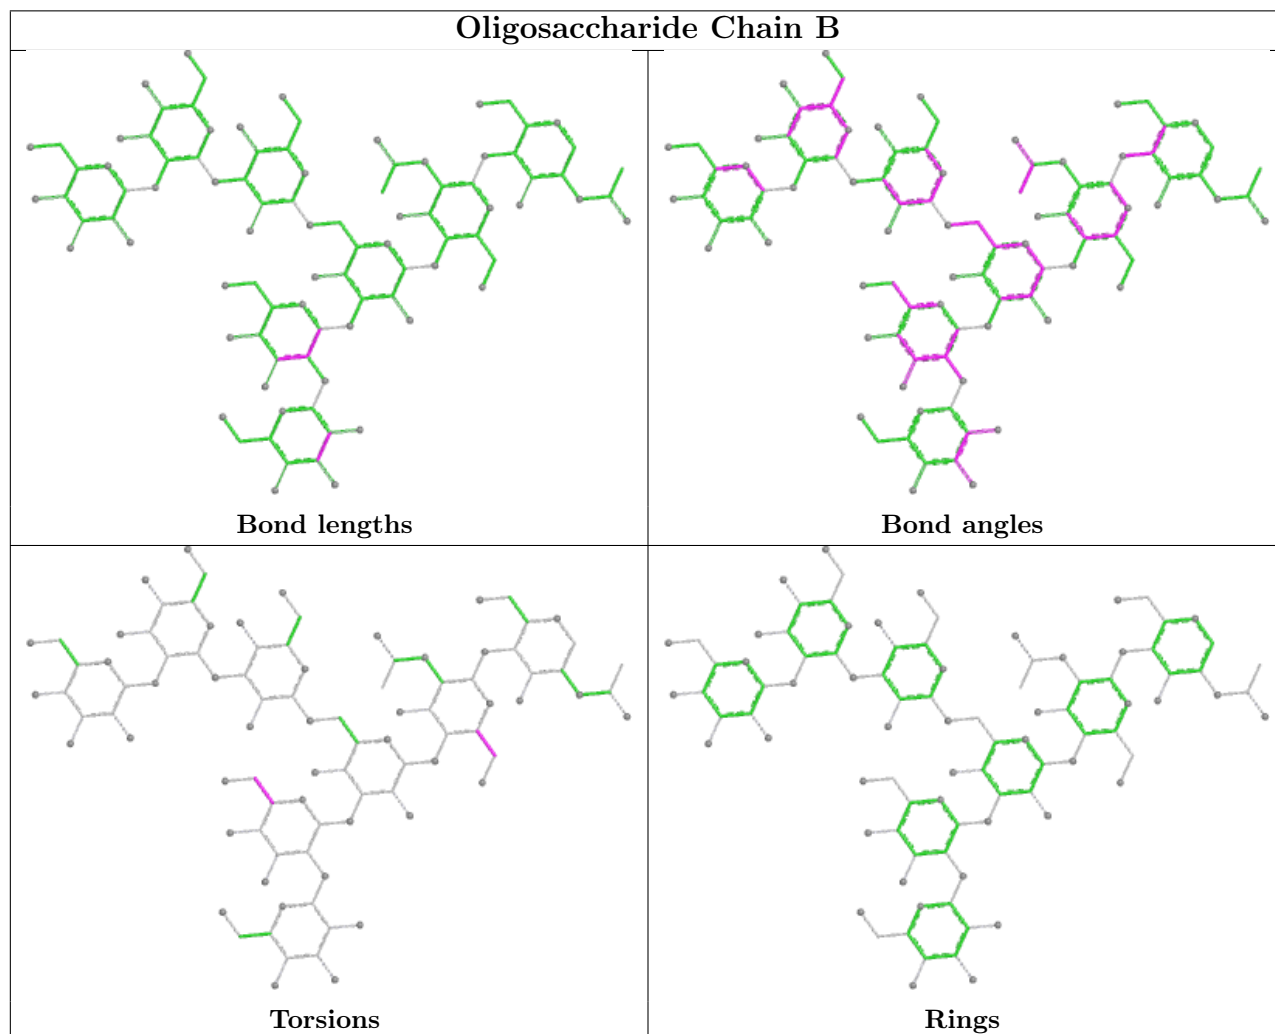 Oligosaccharide Chain B
Bond lengths
Bond angles
Torsions
Rings